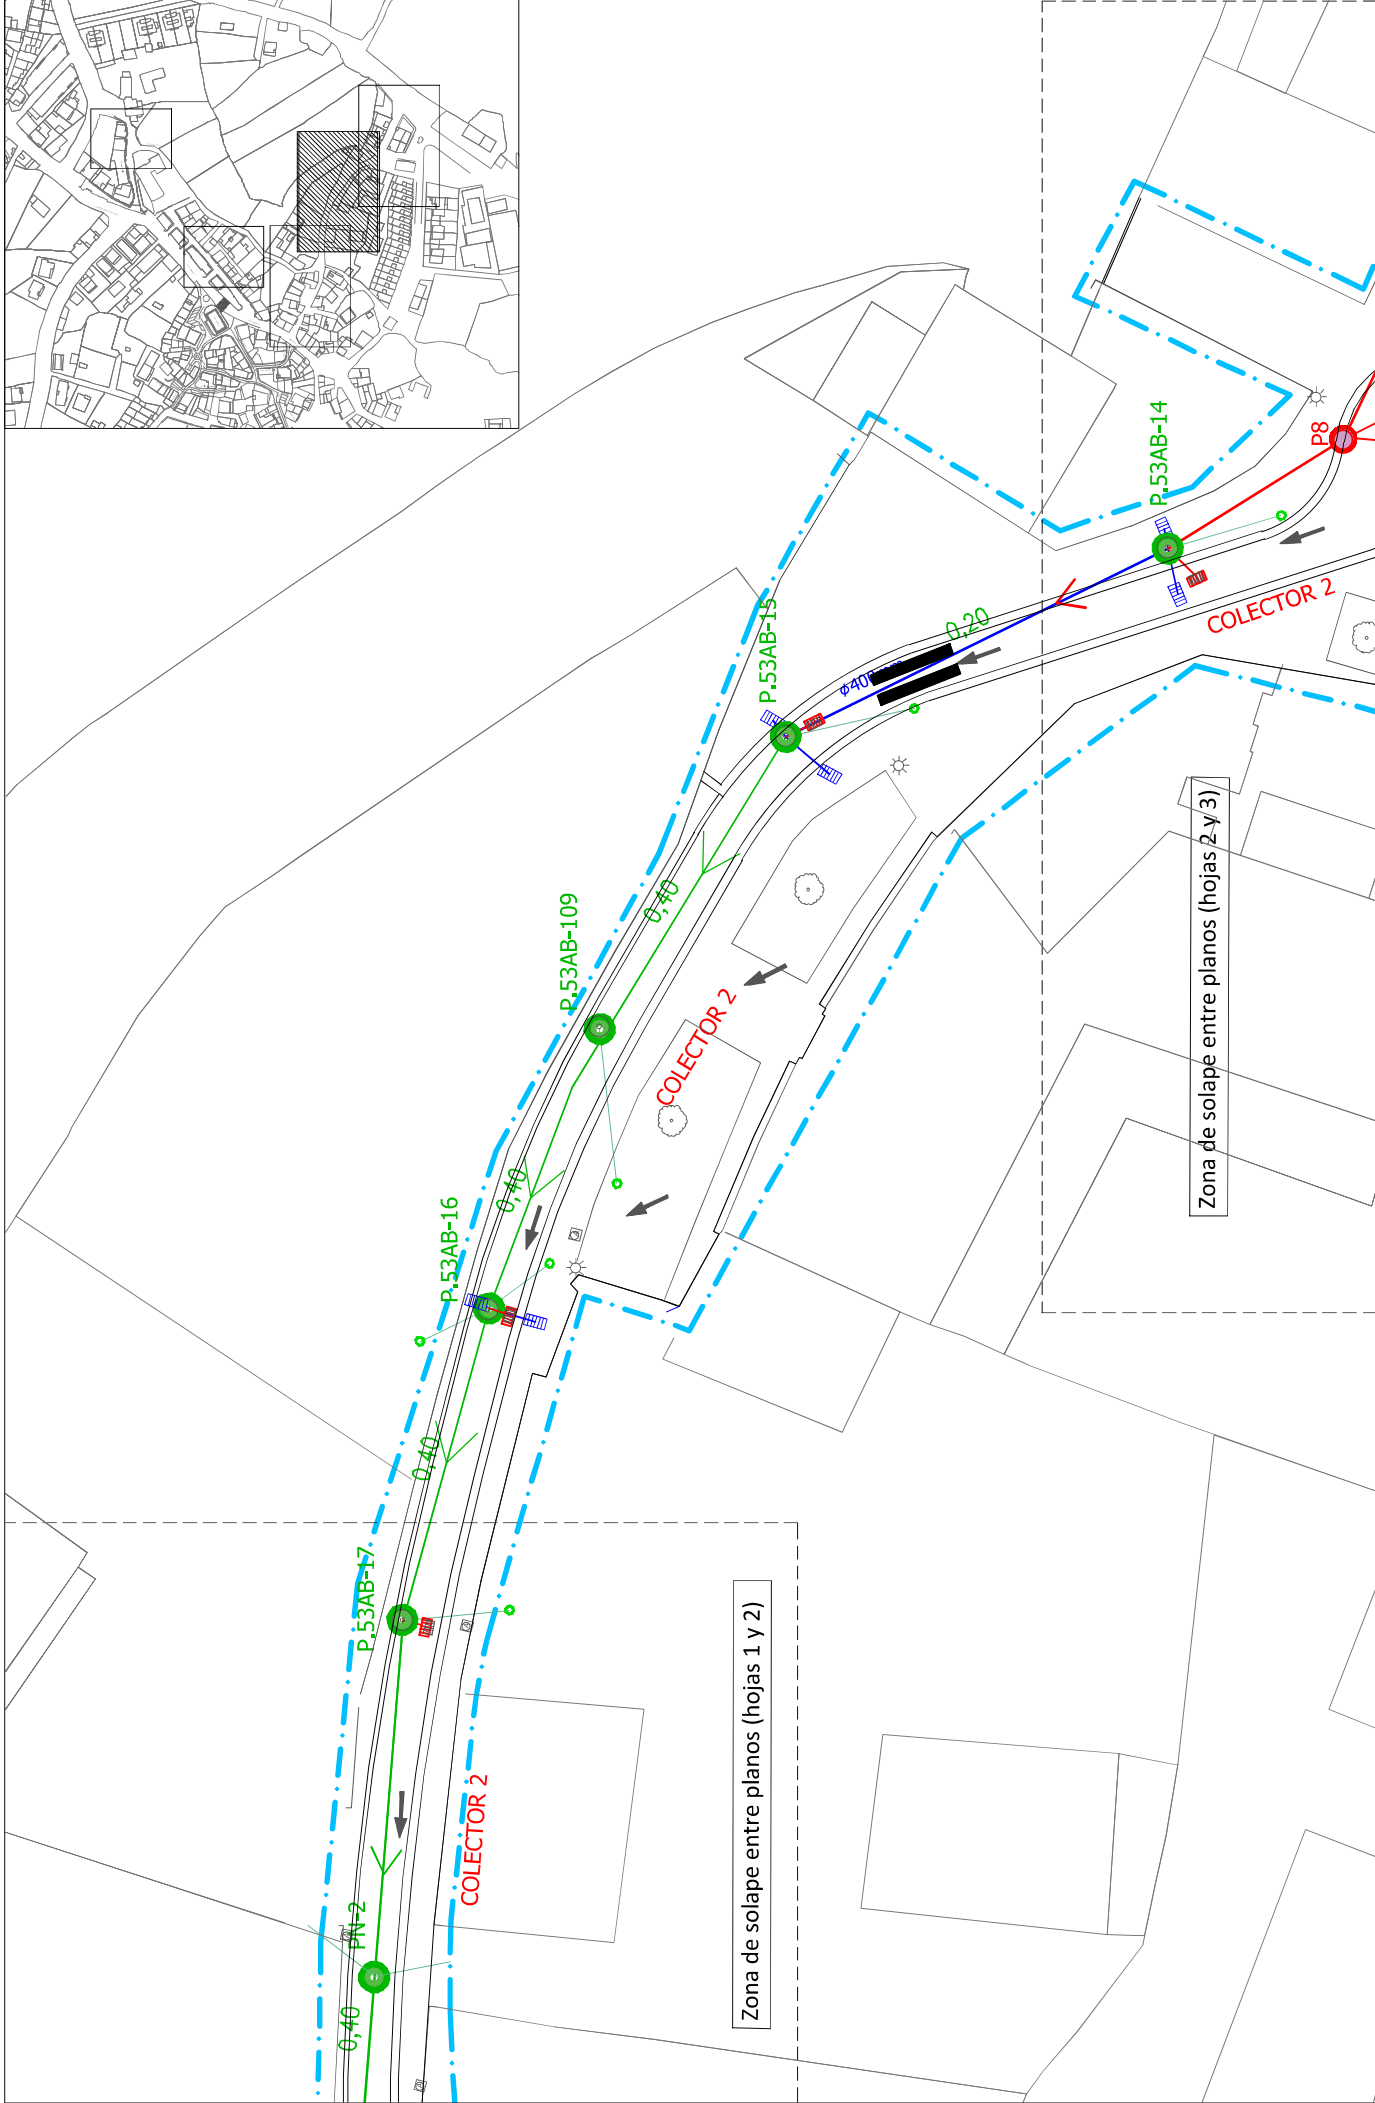 P8
P.53AB-14
COLECTOR 2
0,20
P.53AB-15
0,40
P.53AB-109
COLECTOR 2
0,40
P.53AB-16
0,40
P.53AB-17
COLECTOR 2
PN-2
0,40
Zona de solape entre planos (hojas 2 y 3)
Zona de solape entre planos (hojas 1 y 2)